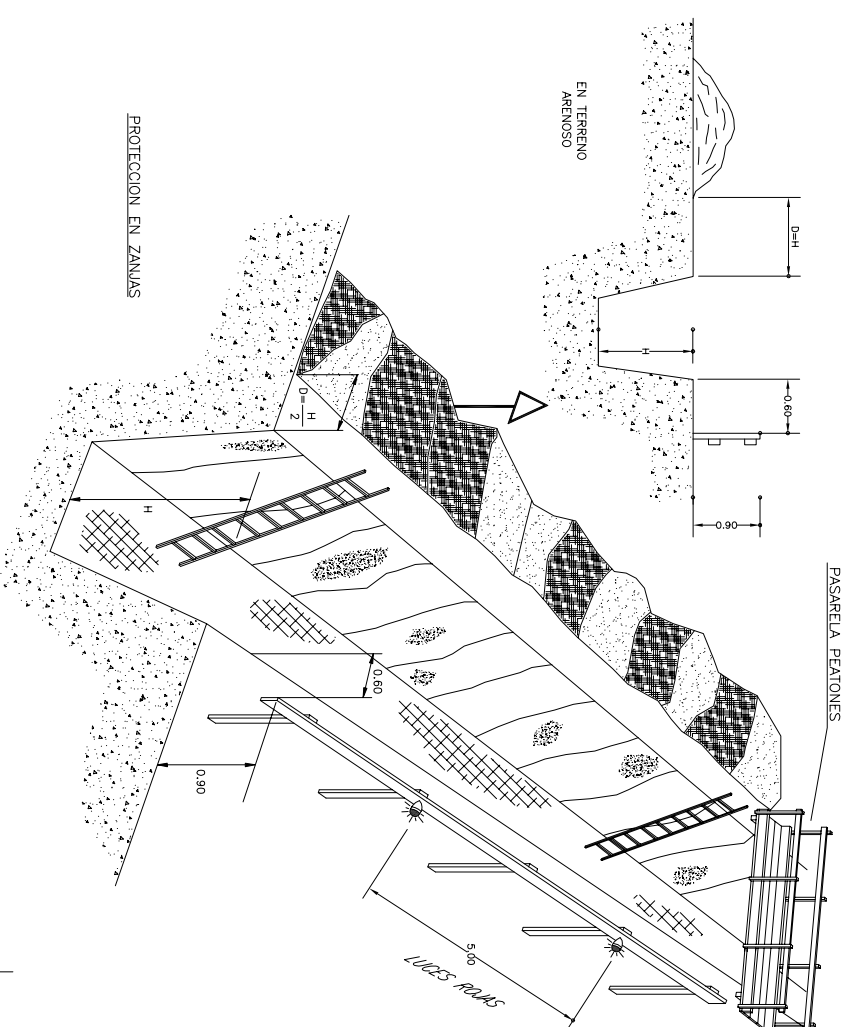 PASARELA PEATONES
D=H
H
0.60
0.90
EN TERRENO
ARENOSO
PROTECCION EN ZANJAS
D=H/2
H
0.60
0.90
5.00
LUCES ROJAS